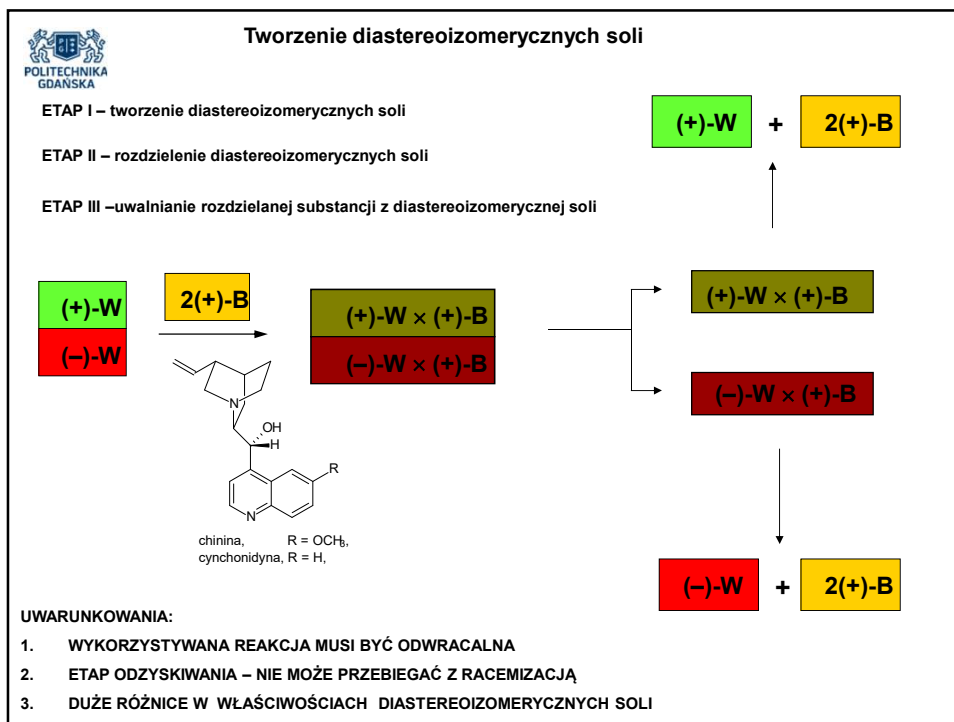 Tworzenie diastereoizomerycznych soli
POLITECHNIKA
GDAŃSKA
ETAP I – tworzenie diastereoizomerycznych soli
ETAP II – rozdzielenie diastereoizomerycznych soli
ETAP III –uwalnianie rozdzielanej substancji z diastereoizomerycznej soli
(+)-W + 2(+)-B
(+)-W
(–)-W
2(+)-B
(+)-W × (+)-B
(–)-W × (+)-B
(+)-W × (+)-B
(–)-W × (+)-B
N
OH
H
R
N
chinina, R = OCH3,
cynchonidyna, R = H,
(–)-W + 2(+)-B
UWARUNKOWANIA:
1. WYKORZYSTYWANA REAKCJA MUSI BYĆ ODWRACALNA
2. ETAP ODZYSKIWANIA – NIE MOŻE PRZEBIEGAĆ Z RACEMIZACJĄ
3. DUŻE RÓŻNICE W WŁAŚCIWOŚCIACH DIASTEREOIZOMERYCZNYCH SOLI